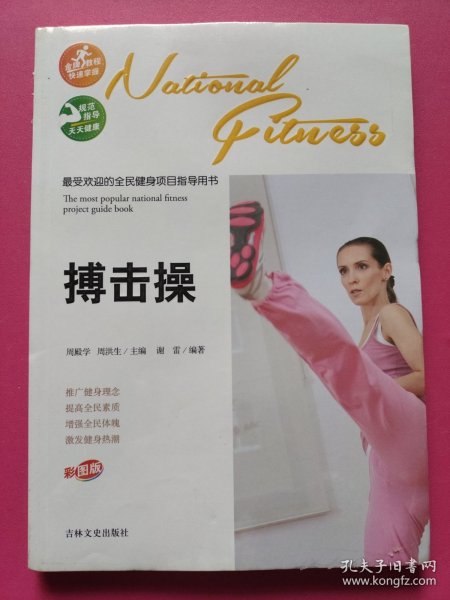 金牌教程
快速掌握
规范
指导
天天健康
National
Fitness
最受欢迎的全民健身项目指导用书
The most popular national fitness
project guide book
搏击操
周殿学 周洪生/主编 谢 雷/编著
推广健身理念
提高全民素质
增强全民体魄
激发健身热潮
彩图版
吉林文史出版社
孔夫子旧书网
www.kongfz.com